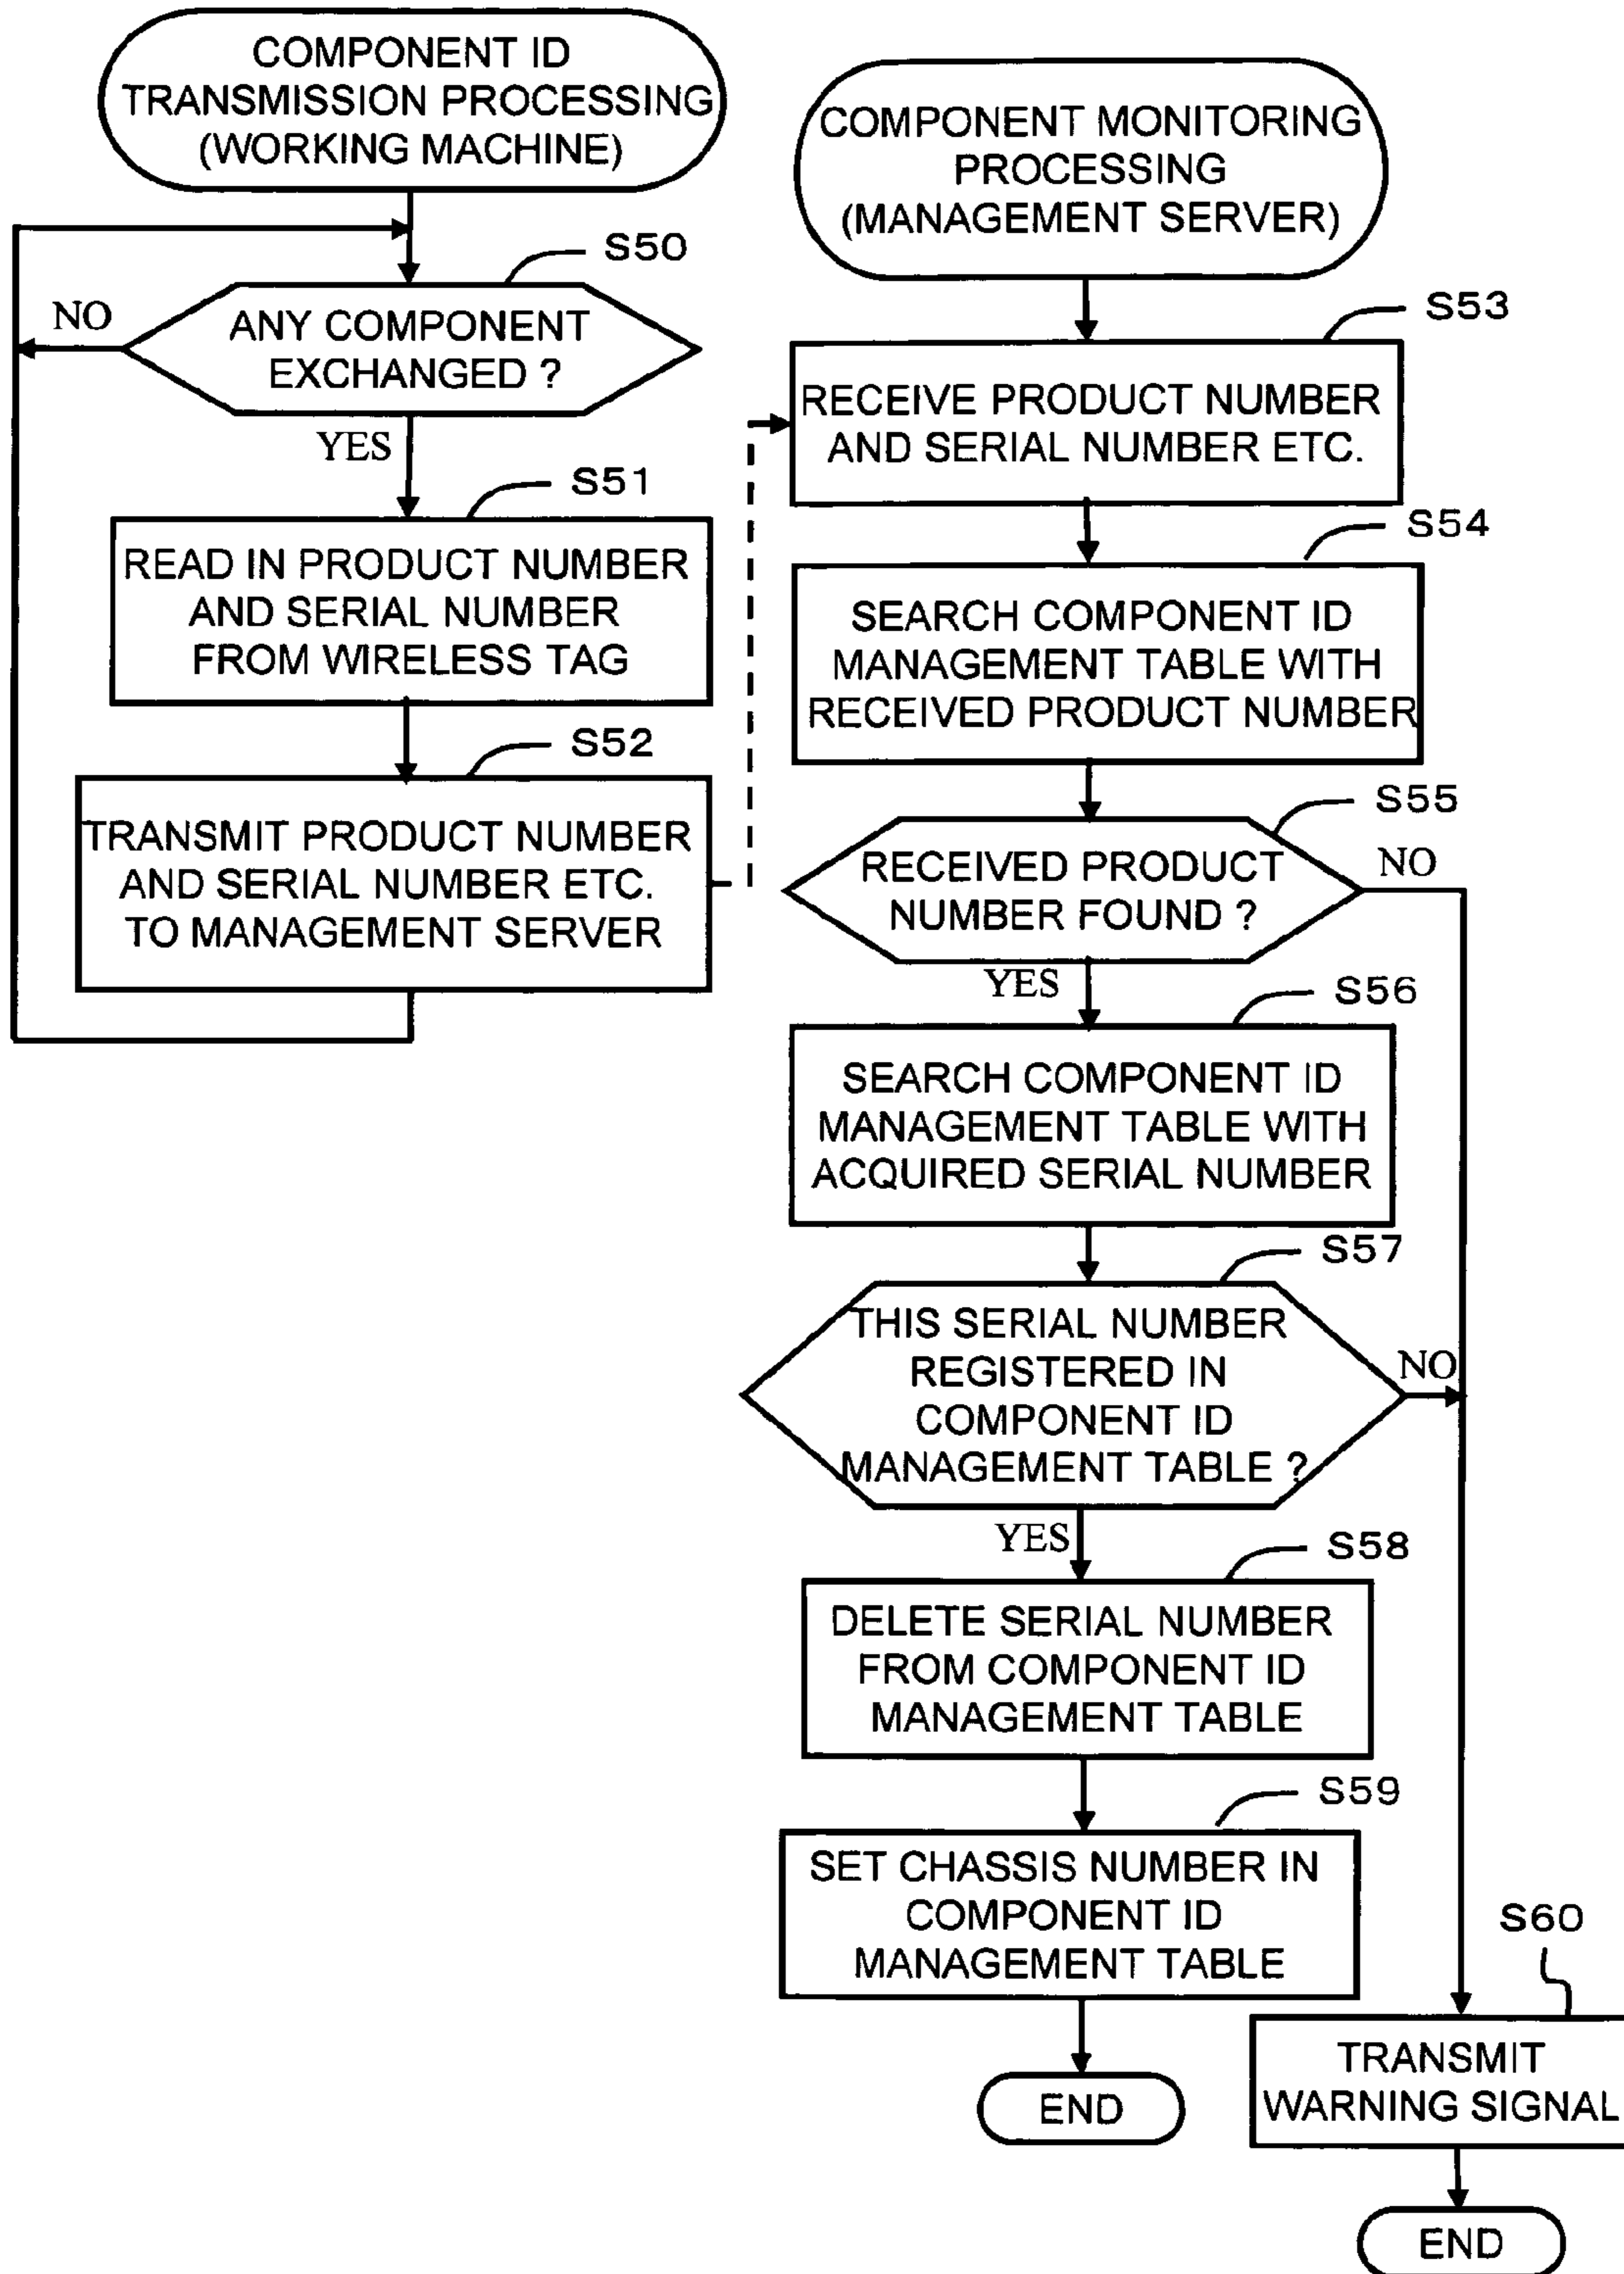 COMPONENT ID
TRANSMISSION PROCESSING
(WORKING MACHINE)
S50
NO
ANY COMPONENT
EXCHANGED ?
YES
S51
READ IN PRODUCT NUMBER
AND SERIAL NUMBER
FROM WIRELESS TAG
S52
TRANSMIT PRODUCT NUMBER
AND SERIAL NUMBER ETC.
TO MANAGEMENT SERVER
COMPONENT MONITORING
PROCESSING
(MANAGEMENT SERVER)
S53
RECEIVE PRODUCT NUMBER
AND SERIAL NUMBER ETC.
S54
SEARCH COMPONENT ID
MANAGEMENT TABLE WITH
RECEIVED PRODUCT NUMBER
S55
RECEIVED PRODUCT
NUMBER FOUND ?
NO
YES
S56
SEARCH COMPONENT ID
MANAGEMENT TABLE WITH
ACQUIRED SERIAL NUMBER
S57
THIS SERIAL NUMBER
REGISTERED IN
COMPONENT ID
MANAGEMENT TABLE ?
NO
YES
S58
DELETE SERIAL NUMBER
FROM COMPONENT ID
MANAGEMENT TABLE
S59
SET CHASSIS NUMBER IN
COMPONENT ID
MANAGEMENT TABLE
END
S60
TRANSMIT
WARNING SIGNAL
END